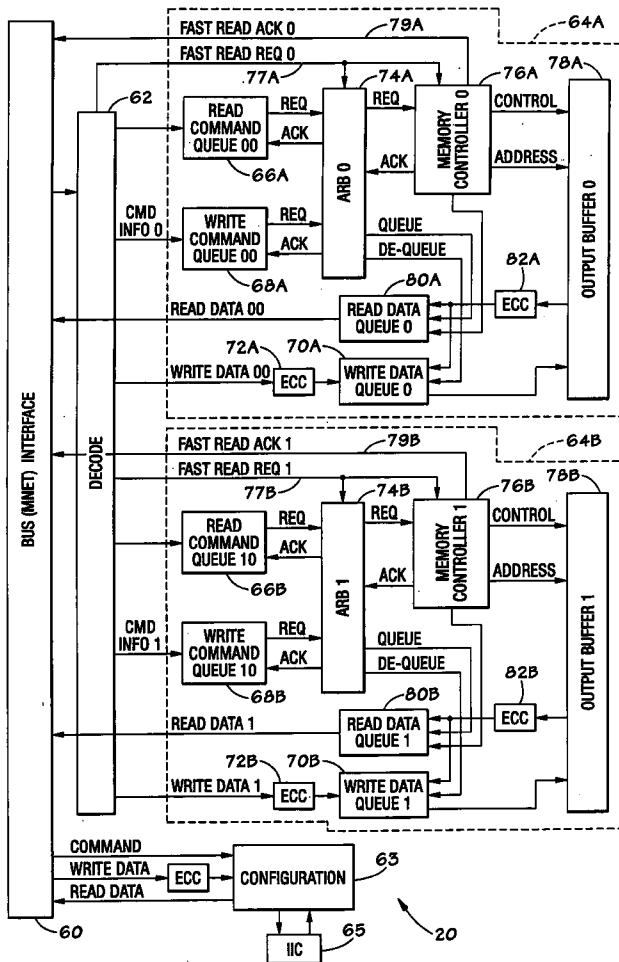 FAST READ ACK 0
79A
64A
FAST READ REQ 0
77A
74A
76A
78A
62
READ
COMMAND
QUEUE 00
REQ
ACK
66A
REQ
ACK
ARB 0
MEMORY
CONTROLLER 0
CONTROL
ADDRESS
OUTPUT BUFFER 0
CMD
INFO 0
WRITE
COMMAND
QUEUE 00
REQ
ACK
68A
QUEUE
DE-QUEUE
80A
82A
READ DATA 00
READ DATA
QUEUE 0
ECC
72A
70A
WRITE DATA 00
ECC
WRITE DATA
QUEUE 0
BUS (MNET) INTERFACE
DECODE
FAST READ ACK 1
79B
64B
FAST READ REQ 1
77B
74B
76B
78B
READ
COMMAND
QUEUE 10
REQ
ACK
66B
REQ
ACK
ARB 1
MEMORY
CONTROLLER 1
CONTROL
ADDRESS
OUTPUT BUFFER 1
CMD
INFO 1
WRITE
COMMAND
QUEUE 10
REQ
ACK
68B
QUEUE
DE-QUEUE
80B
82B
READ DATA 1
READ DATA
QUEUE 1
ECC
72B
70B
WRITE DATA 1
ECC
WRITE DATA
QUEUE 1
COMMAND
WRITE DATA
ECC
READ DATA
CONFIGURATION
63
60
IIC
65
20